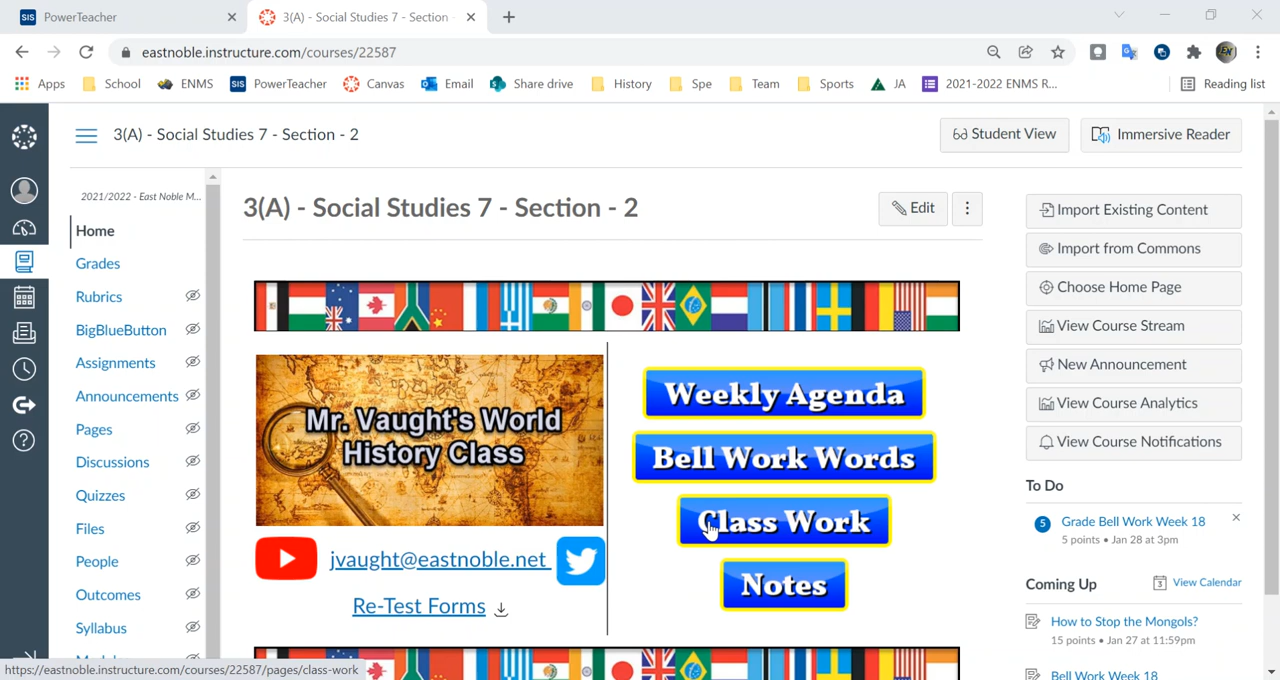 SIS PowerTeacher
3(A) - Social Studies 7 - Section -
eastnoble.instructure.com/courses/22587
Apps School ENMS SIS PowerTeacher Canvas Email Share drive History Spe Team Sports JA 2021-2022 ENMS R... Reading list
3(A) - Social Studies 7 - Section - 2
Student View
Immersive Reader
2021/2022 - East Noble M...
Home
Grades
Rubrics
BigBlueButton
Assignments
Announcements
Pages
Discussions
Quizzes
Files
People
Outcomes
Syllabus
3(A) - Social Studies 7 - Section - 2
Edit
Mr. Vaught's World
History Class
jvaught@eastnoble.net
Re-Test Forms
Weekly Agenda
Bell Work Words
Class Work
Notes
Import Existing Content
Import from Commons
Choose Home Page
View Course Stream
New Announcement
View Course Analytics
View Course Notifications
To Do
5 Grade Bell Work Week 18
5 points • Jan 28 at 3pm
Coming Up
3 View Calendar
How to Stop the Mongols?
15 points • Jan 27 at 11:59pm
Bell Work Week 18
https://eastnoble.instructure.com/courses/22587/pages/class-work